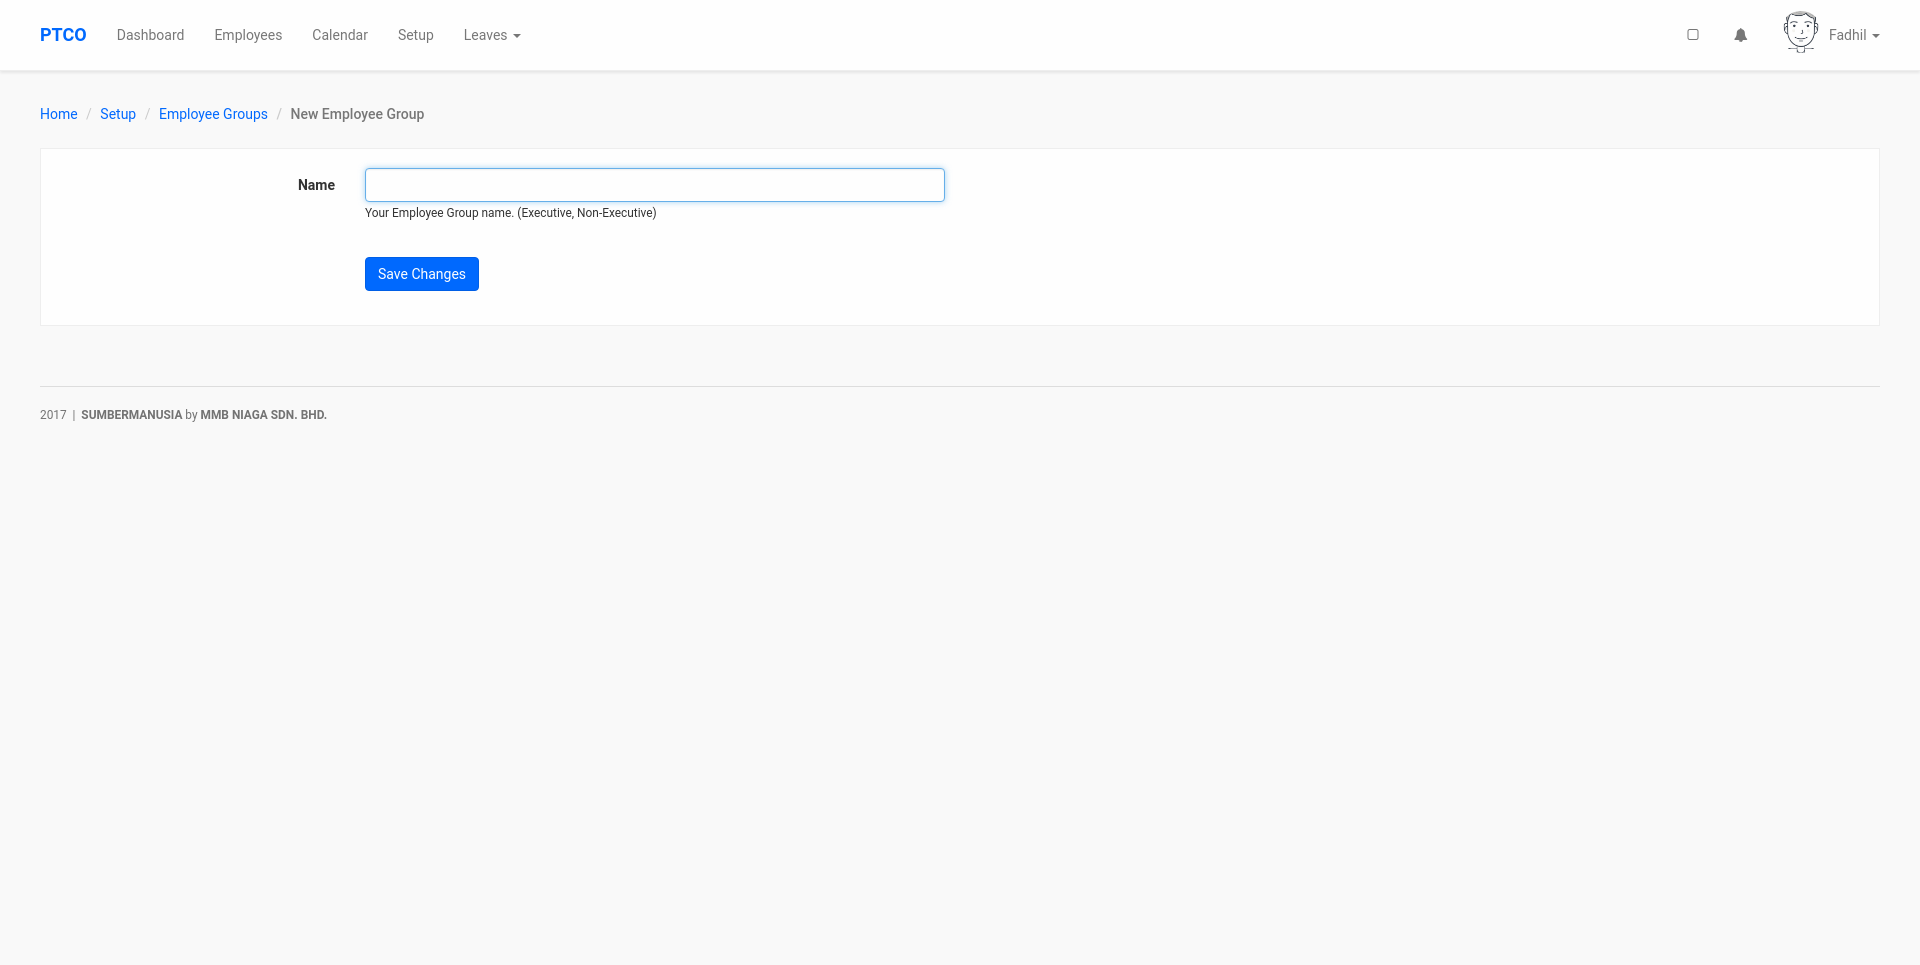 PTCO Dashboard Employees Calendar Setup Leaves Fadhil
Home / Setup / Employee Groups / New Employee Group
Name
Your Employee Group name. (Executive, Non-Executive)
Save Changes
2017 | SUMBERMANUSIA by MMB NIAGA SDN. BHD.